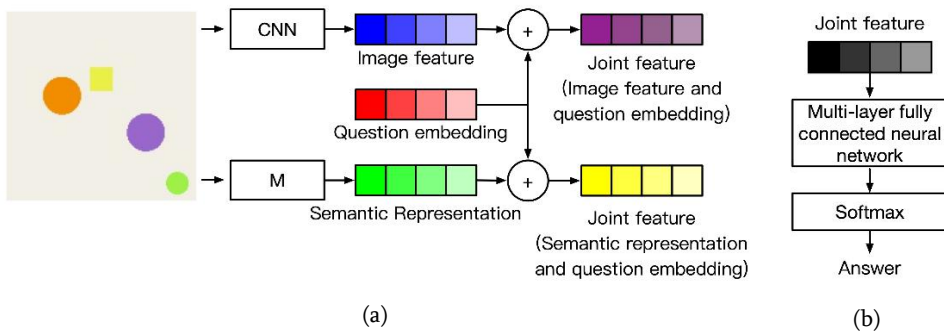 CNN
Image feature
+
Joint feature
(Image feature and
question embedding)
Question embedding
M
Semantic Representation
+
Joint feature
(Semantic representation
and question embedding)
(a)
Joint feature
Multi-layer fully
connected neural
network
Softmax
Answer
(b)